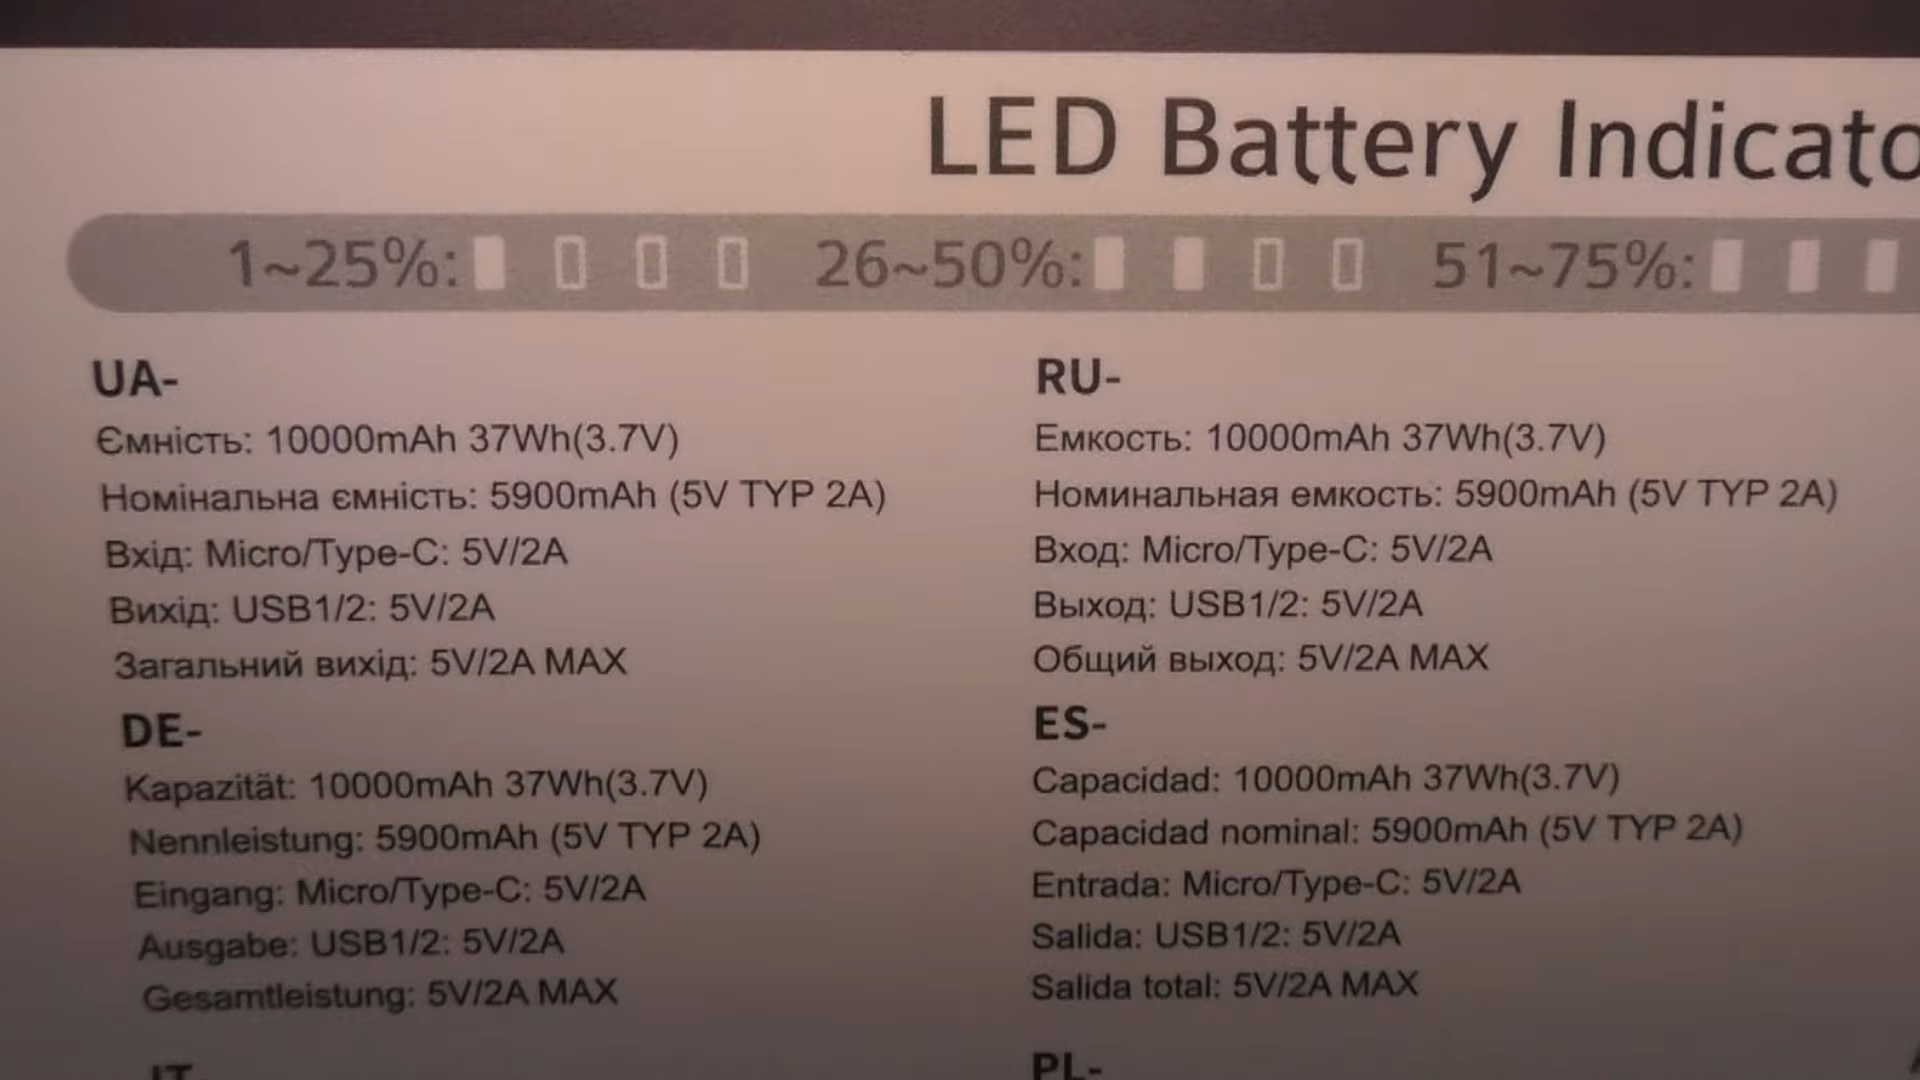 LED Battery Indicato
1~25%: 26~50%: 51~75%:
UA-
Ємність: 10000mAh 37Wh(3.7V)
Номінальна ємність: 5900mAh (5V TYP 2A)
Вхід: Micro/Type-C: 5V/2A
Вихід: USB1/2: 5V/2A
Загальний вихід: 5V/2A MAX
DE-
Kapazität: 10000mAh 37Wh(3.7V)
Nennleistung: 5900mAh (5V TYP 2A)
Eingang: Micro/Type-C: 5V/2A
Ausgabe: USB1/2: 5V/2A
Gesamtleistung: 5V/2A MAX
IT-
RU-
Емкость: 10000mAh 37Wh(3.7V)
Номинальная емкость: 5900mAh (5V TYP 2A)
Вход: Micro/Type-C: 5V/2A
Выход: USB1/2: 5V/2A
Общий выход: 5V/2A MAX
ES-
Capacidad: 10000mAh 37Wh(3.7V)
Capacidad nominal: 5900mAh (5V TYP 2A)
Entrada: Micro/Type-C: 5V/2A
Salida: USB1/2: 5V/2A
Salida total: 5V/2A MAX
PL-